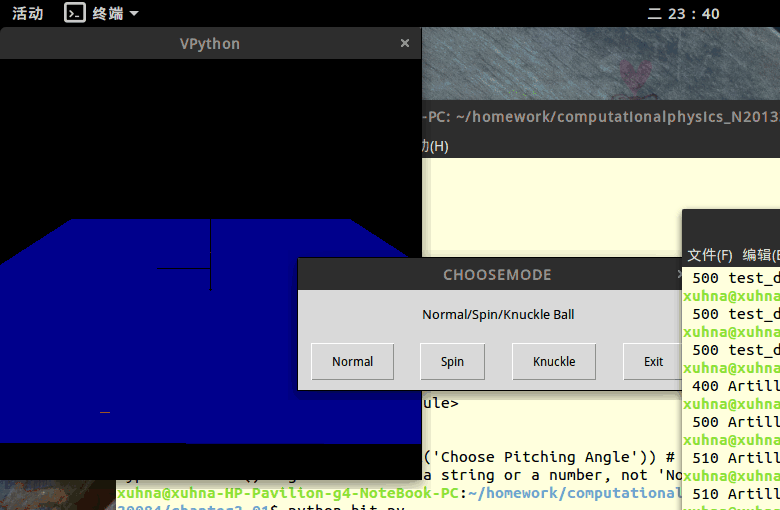 活动 终端 二 23 : 40
VPython ×
-PC: ~/homework/computationalphysics_N2013
(H)
CHOOSEMODE
Normal/Spin/Knuckle Ball
Normal Spin Knuckle Exit
文件(F) 编辑(E
500 test_d
xuhna@xuhna
500 test_d
xuhna@xuhna
500 test_d
xuhna@xuhna
400 Artill
xuhna@xuhna
500 Artill
xuhna@xuhna
510 Artill
xuhna@xuhna
510 Artill
ule>
('Choose Pitching Angle')) #
a string or a number, not 'No
xuhna@xuhna-HP-Pavilion-g4-NoteBook-PC:~/homework/computational
$ python hit.py